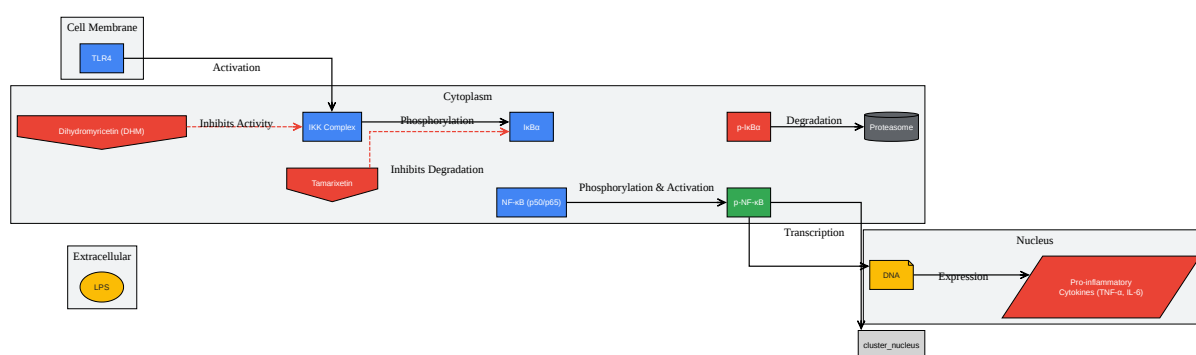 Cell Membrane
TLR4
Activation
Cytoplasm
Dihydromyricetin (DHM)
Inhibits Activity
IKK Complex
Phosphorylation
IκBα
p-IκBα
Degradation
Proteasome
Tamarixetin
Inhibits Degradation
NF-κB (p50/p65)
Phosphorylation & Activation
p-NF-κB
Transcription
Nucleus
Extracellular
LPS
DNA
Expression
Pro-inflammatory
Cytokines (TNF-α, IL-6)
cluster_nucleus